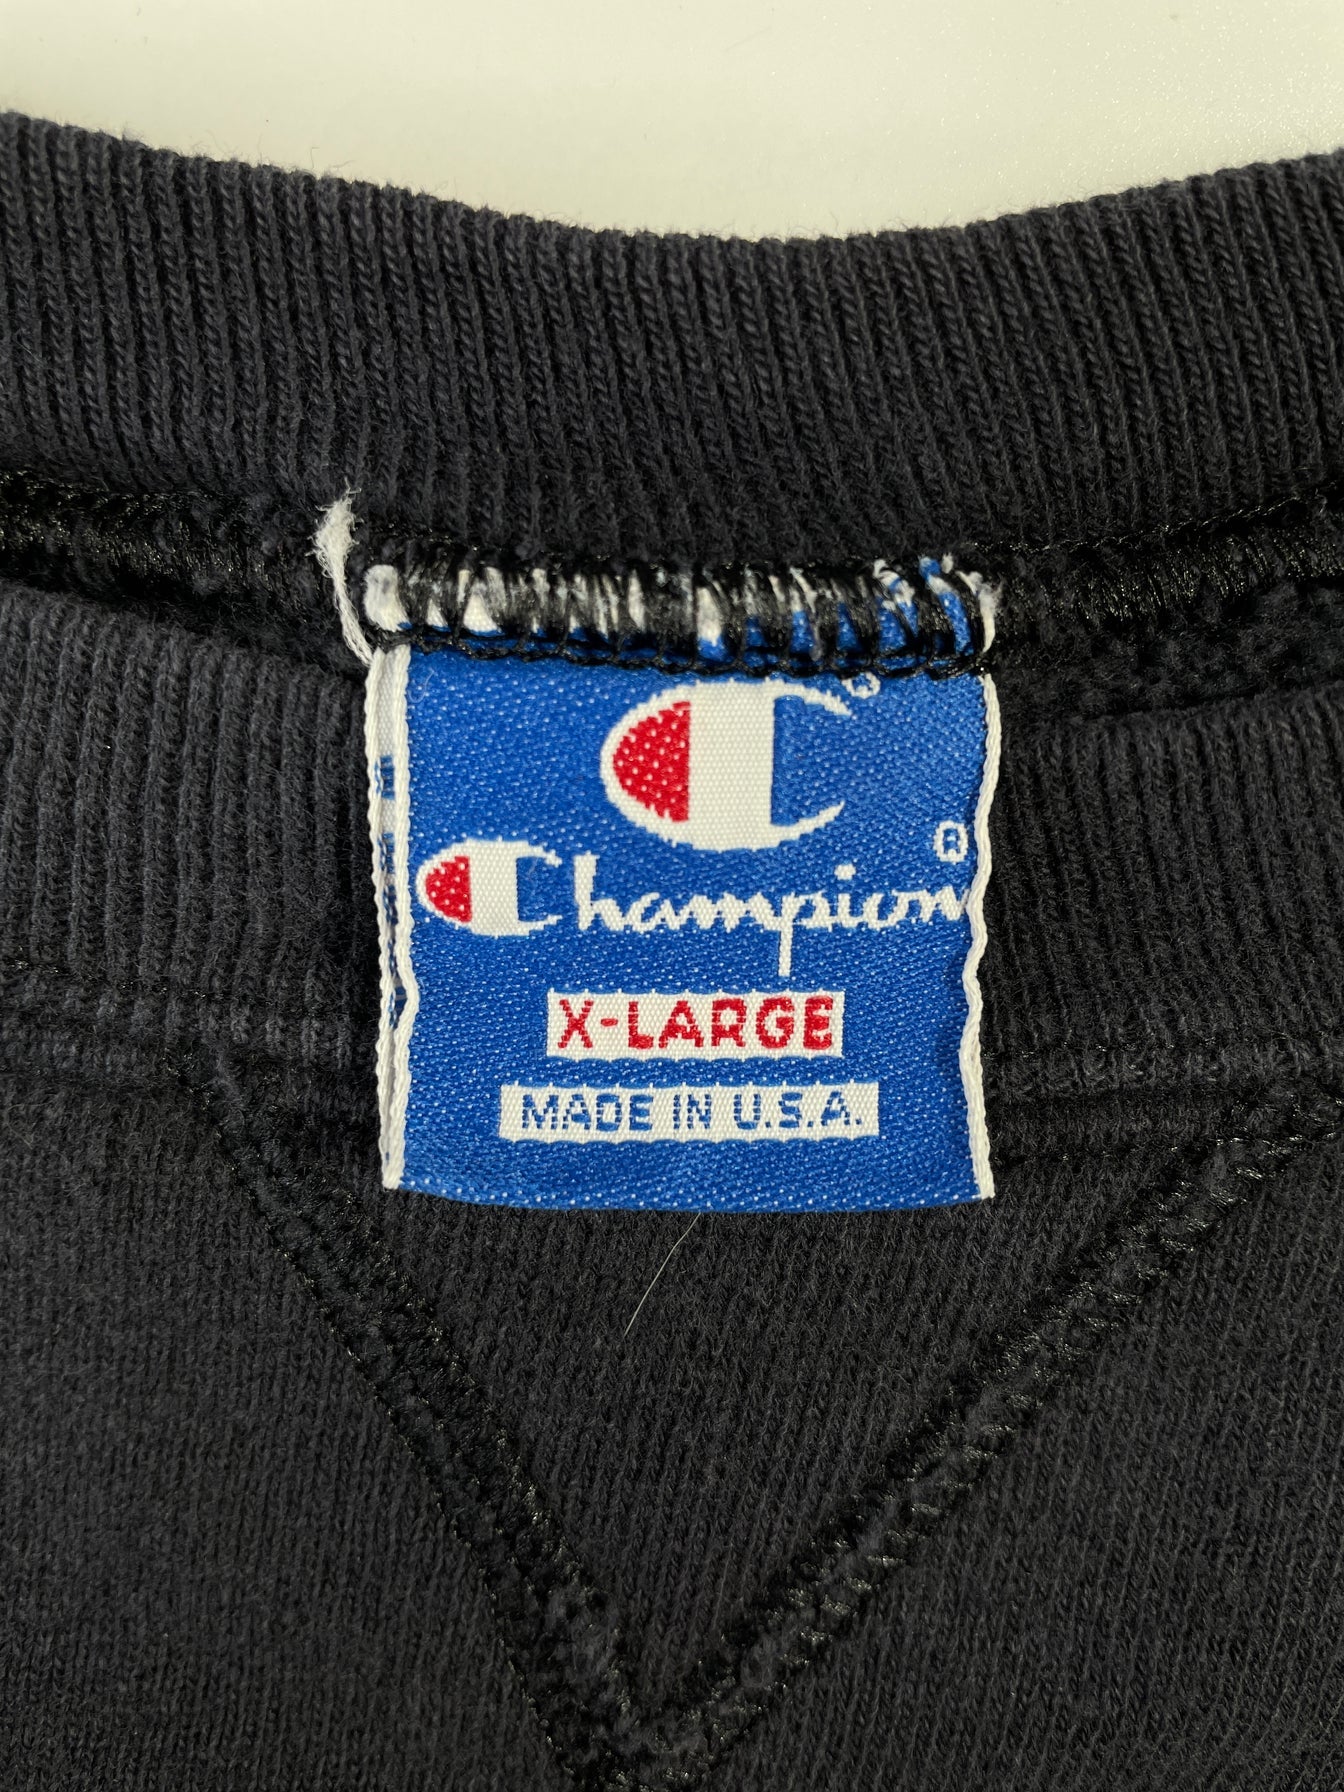 C®
Champion®
X-LARGE
MADE IN U.S.A.